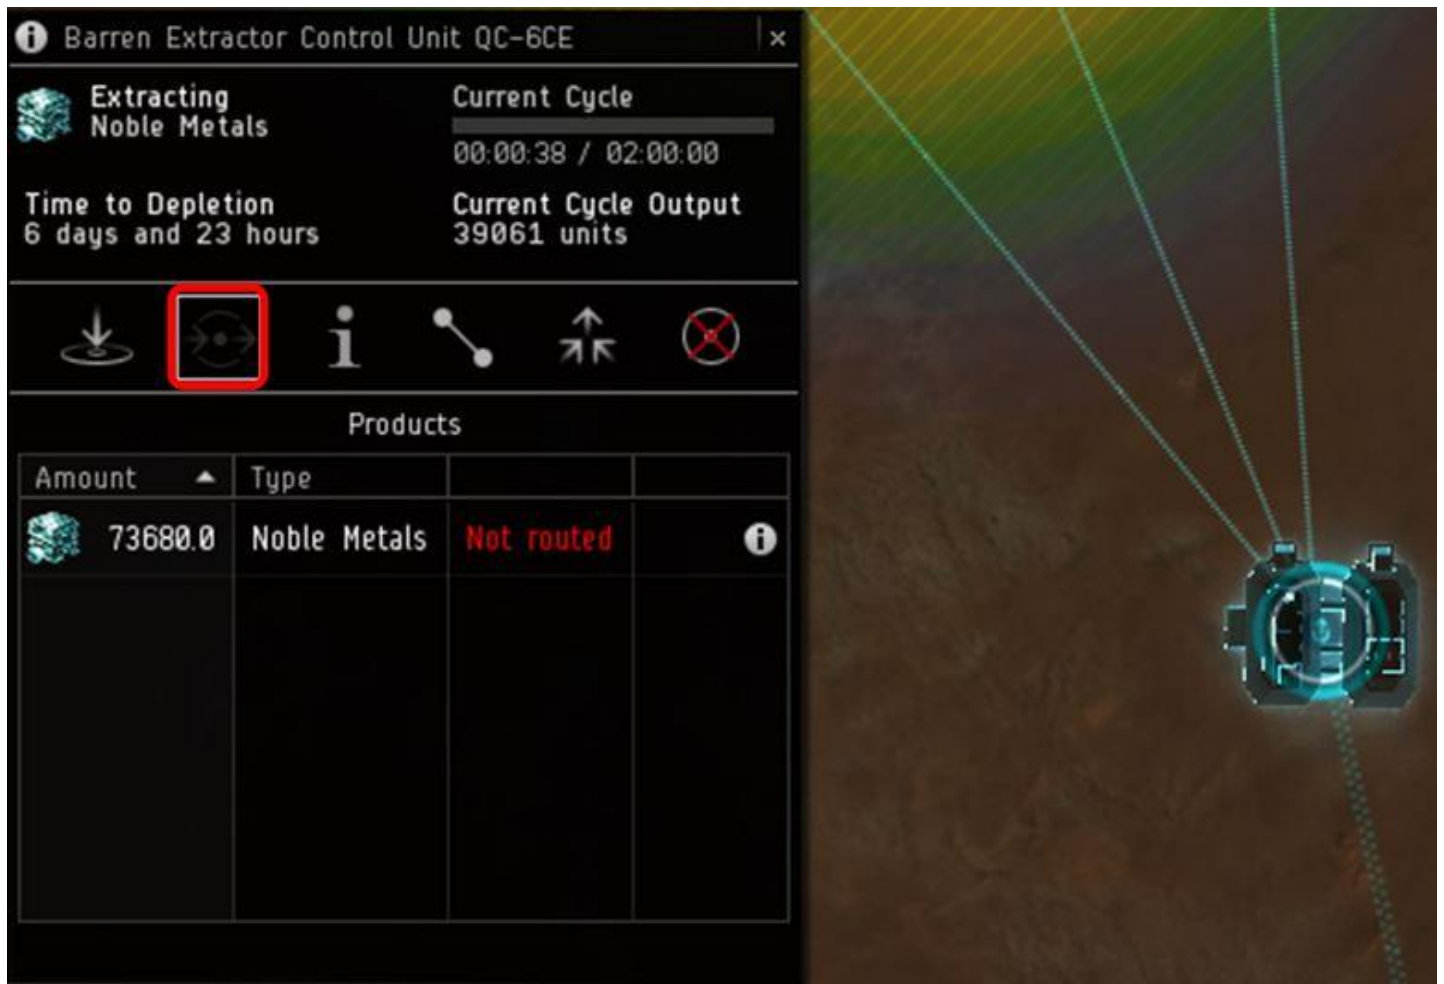 Barren Extractor Control Unit QC-6CE
Extracting
Noble Metals
Current Cycle
00:00:38 / 02:00:00
Time to Depletion
6 days and 23 hours
Current Cycle Output
39061 units
Products
Amount Type
73680.0 Noble Metals Not routed